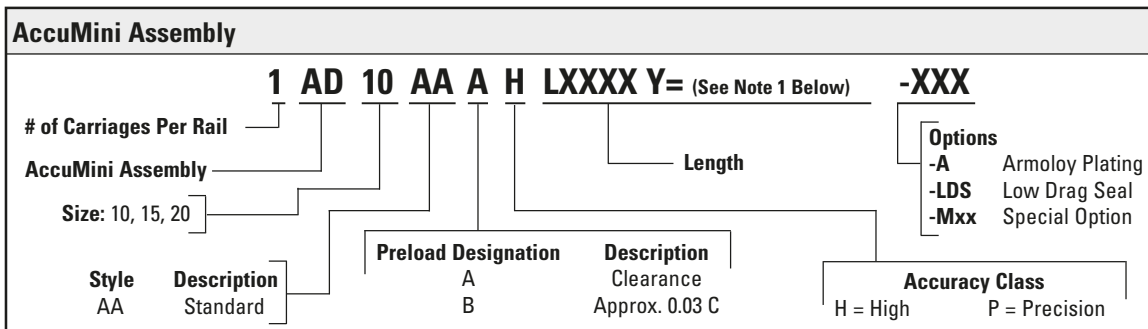 AccuMini Assembly
1 AD 10 AA A H LXXXX Y= (See Note 1 Below) -XXX
# of Carriages Per Rail
AccuMini Assembly
Size: 10, 15, 20
Length
Options
-A Armoloy Plating
-LDS Low Drag Seal
-Mxx Special Option
Style Description
AA Standard
Preload Designation Description
A Clearance
B Approx. 0.03 C
Accuracy Class
H = High P = Precision